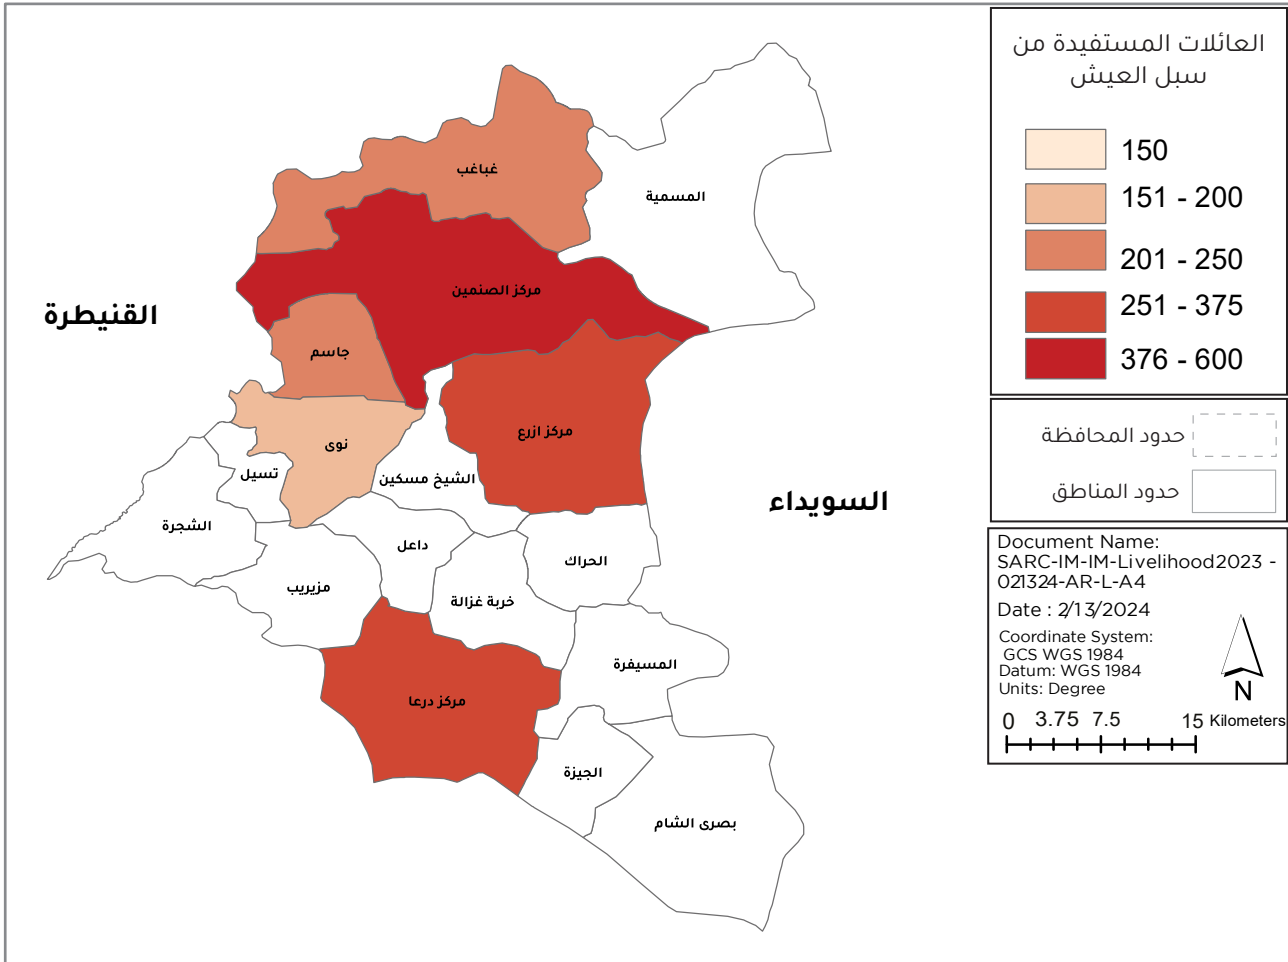 العائلات المستفيدة من
سبل العيش
150
151 - 200
201 - 250
251 - 375
376 - 600
حدود المحافظة
حدود المناطق
Document Name:
SARC-IM-IM-Livelihood2023 -
021324-AR-L-A4
Date : 2/13/2024
Coordinate System:
GCS WGS 1984
Datum: WGS 1984
Units: Degree
N
0 3.75 7.5 15 Kilometers
غباغب
المسمية
مركز الصنمين
القنيطرة
جاسم
مركز ازرع
نوى
تسيل
الشيخ مسكين
السويداء
الشجرة
داعل
الحراك
مزيريب
خربة غزالة
المسيفرة
مركز درعا
الجيزة
بصرى الشام